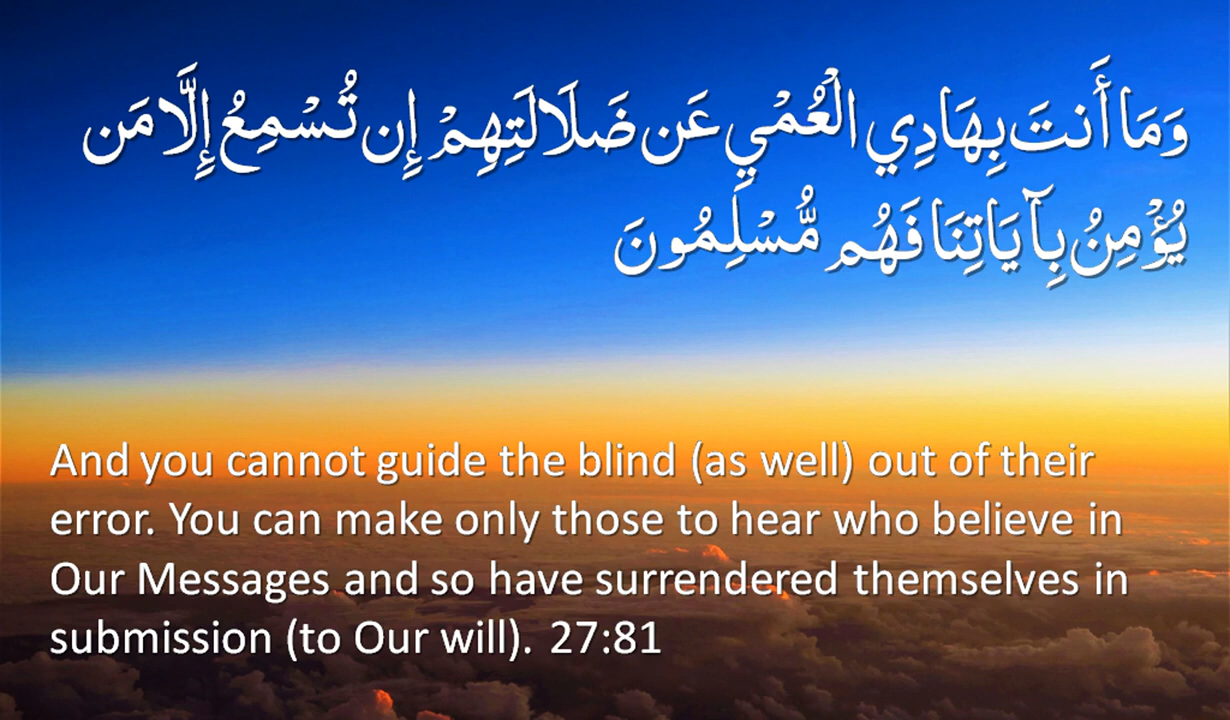 وَمَا أَنتَ بِهَادِي الْعُمْيِ عَن ضَلَالَتِهِمْ إِن تُسْمِعُ إِلَّا مَن
يُؤْمِنُ بِآيَاتِنَا فَهُم مُّسْلِمُونَ
And you cannot guide the blind (as well) out of their
error. You can make only those to hear who believe in
Our Messages and so have surrendered themselves in
submission (to Our will). 27:81